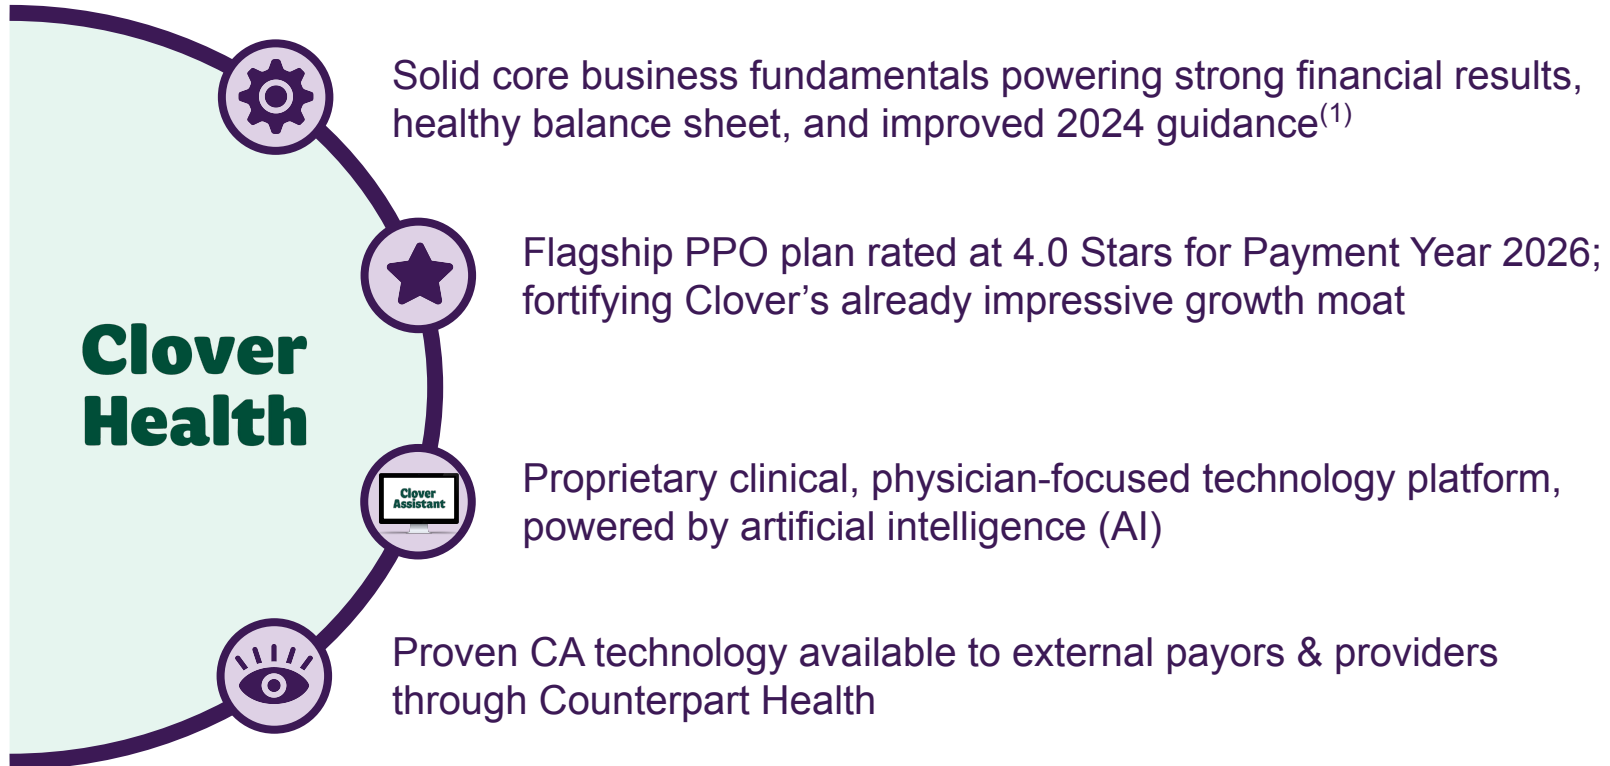 Solid core business fundamentals powering strong financial results,
healthy balance sheet, and improved 2024 guidance(1)
Flagship PPO plan rated at 4.0 Stars for Payment Year 2026;
fortifying Clover’s already impressive growth moat
Clover
Health
Clover
Assistant
Proprietary clinical, physician-focused technology platform,
powered by artificial intelligence (AI)
Proven CA technology available to external payors & providers
through Counterpart Health